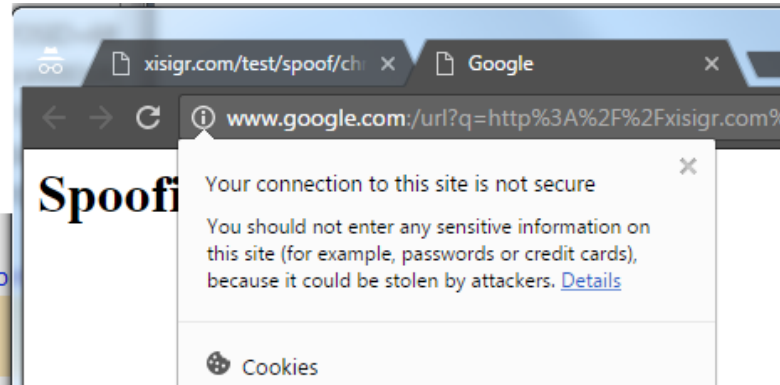 xisigr.com/test/spoof/ch
Google
www.google.com:/url?q=http%3A%2F%2Fxisigr.com%
Spoofi
Your connection to this site is not secure
You should not enter any sensitive information on
this site (for example, passwords or credit cards),
because it could be stolen by attackers. Details
Cookies